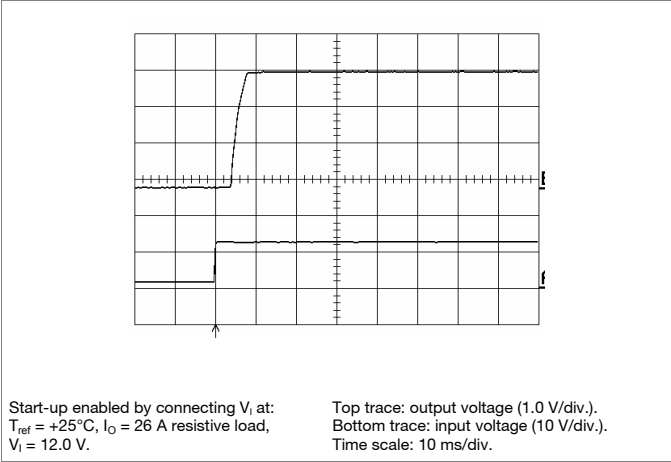 Start-up enabled by connecting VI at:
Tref = +25°C, IO = 26 A resistive load,
VI = 12.0 V.
Top trace: output voltage (1.0 V/div.).
Bottom trace: input voltage (10 V/div.).
Time scale: 10 ms/div.